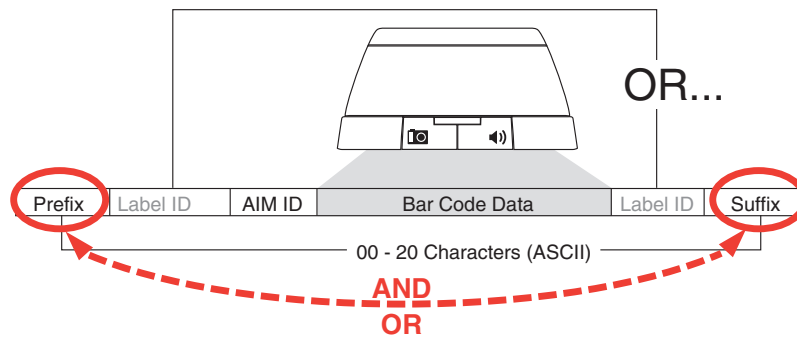 OR...
Prefix Label ID AIM ID Bar Code Data Label ID Suffix
00 - 20 Characters (ASCII)
AND
OR